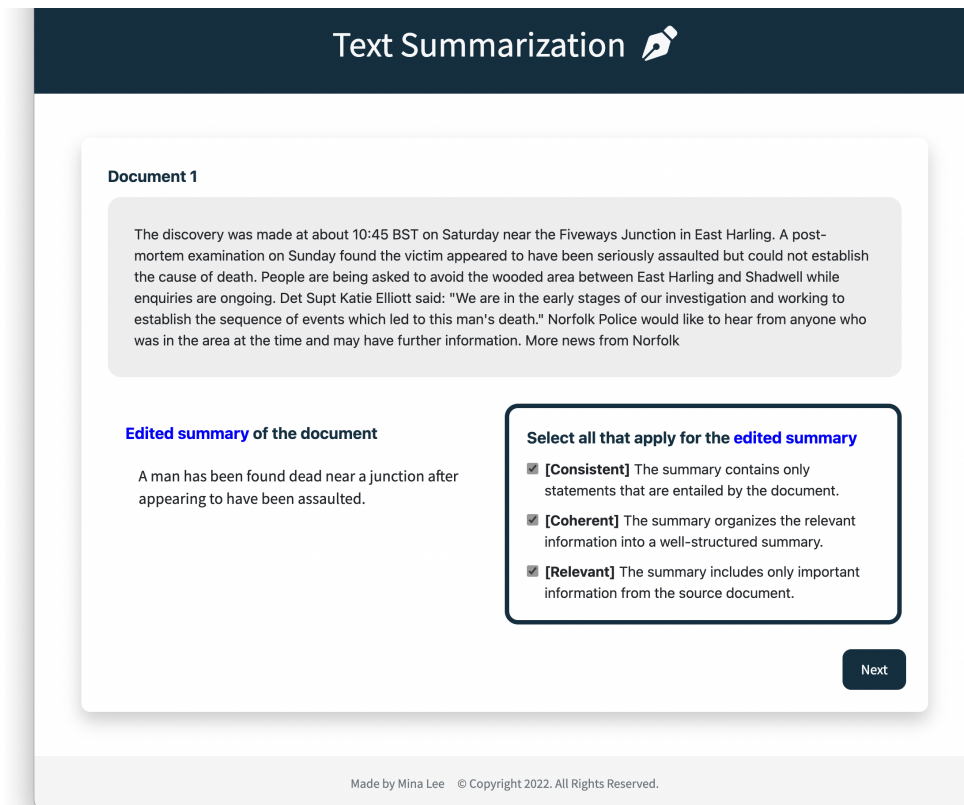 Text Summarization
Document 1
The discovery was made at about 10:45 BST on Saturday near the Fiveways Junction in East Harling. A post-
mortem examination on Sunday found the victim appeared to have been seriously assaulted but could not establish
the cause of death. People are being asked to avoid the wooded area between East Harling and Shadwell while
enquiries are ongoing. Det Supt Katie Elliott said: "We are in the early stages of our investigation and working to
establish the sequence of events which led to this man's death." Norfolk Police would like to hear from anyone who
was in the area at the time and may have further information. More news from Norfolk
Edited summary of the document
A man has been found dead near a junction after
appearing to have been assaulted.
Select all that apply for the edited summary
[Consistent] The summary contains only
statements that are entailed by the document.
[Coherent] The summary organizes the relevant
information into a well-structured summary.
[Relevant] The summary includes only important
information from the source document.
Next
Made by Mina Lee © Copyright 2022. All Rights Reserved.